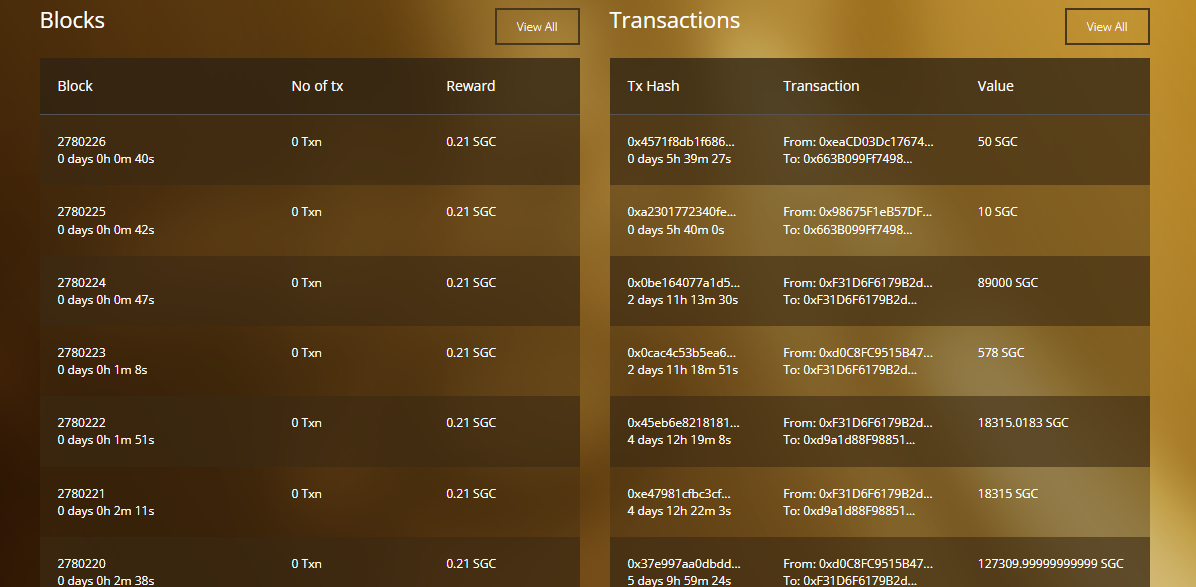 Blocks
View All
Block No of tx Reward
2780226 0 Txn 0.21 SGC
0 days 0h 0m 40s
2780225 0 Txn 0.21 SGC
0 days 0h 0m 42s
2780224 0 Txn 0.21 SGC
0 days 0h 0m 47s
2780223 0 Txn 0.21 SGC
0 days 0h 1m 8s
2780222 0 Txn 0.21 SGC
0 days 0h 1m 51s
2780221 0 Txn 0.21 SGC
0 days 0h 2m 11s
2780220 0 Txn 0.21 SGC
0 days 0h 2m 38s
Transactions
View All
Tx Hash Transaction Value
0x4571f8db1f686... From: 0xeaCD03Dc17674... 50 SGC
0 days 5h 39m 27s To: 0x663B099Ff7498...
0xa2301772340fe... From: 0x98675F1eB57DF... 10 SGC
0 days 5h 40m 0s To: 0x663B099Ff7498...
0x0be164077a1d5... From: 0xF31D6F6179B2d... 89000 SGC
2 days 11h 13m 30s To: 0xF31D6F6179B2d...
0x0cac4c53b5ea6... From: 0xd0C8FC9515B47... 578 SGC
2 days 11h 18m 51s To: 0xF31D6F6179B2d...
0x45eb6e8218181... From: 0xF31D6F6179B2d... 18315.0183 SGC
4 days 12h 19m 8s To: 0xd9a1d88F98851...
0xe47981cfbc3cf... From: 0xF31D6F6179B2d... 18315 SGC
4 days 12h 22m 3s To: 0xd9a1d88F98851...
0x37e997aa0dbdd... From: 0xd0C8FC9515B47... 127309.99999999999 SGC
5 days 9h 59m 24s To: 0xF31D6F6179B2d...